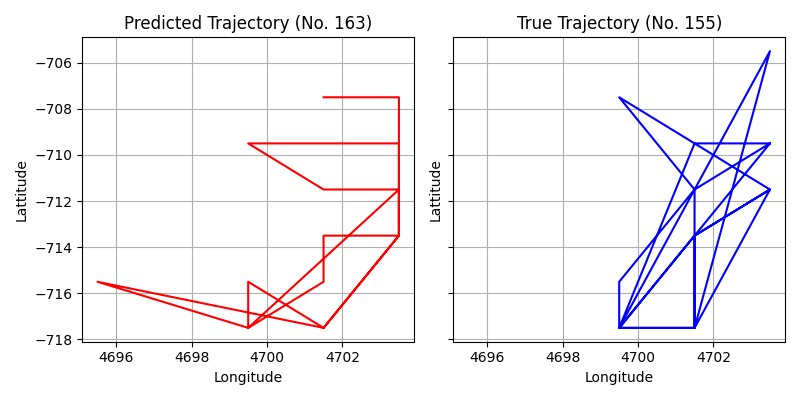 Predicted Trajectory (No. 163)
True Trajectory (No. 155)
−706
−708
−710
−712
−714
−716
−718
Lattitude
Lattitude
4696 4698 4700 4702
4696 4698 4700 4702
Longitude
Longitude